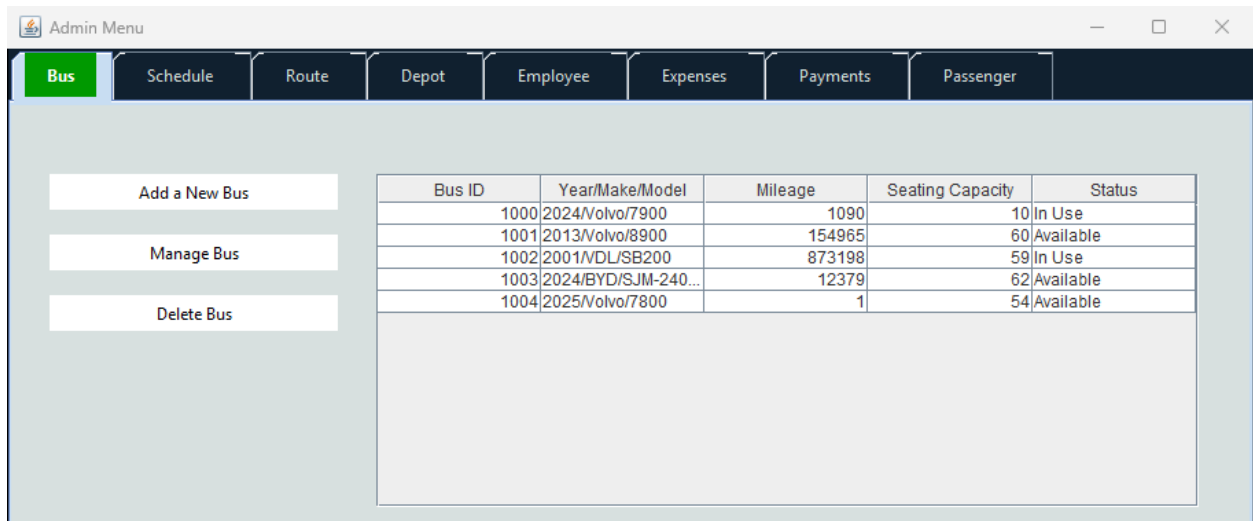 Admin Menu
Bus Schedule Route Depot Employee Expenses Payments Passenger
Add a New Bus
Manage Bus
Delete Bus
Bus ID Year/Make/Model Mileage Seating Capacity Status
1000 2024/Volvo/7900 1090 10 In Use
1001 2013/Volvo/8900 154965 60 Available
1002 2001/VDL/SB200 873198 59 In Use
1003 2024/BYD/SJM-240... 12379 62 Available
1004 2025/Volvo/7800 1 54 Available